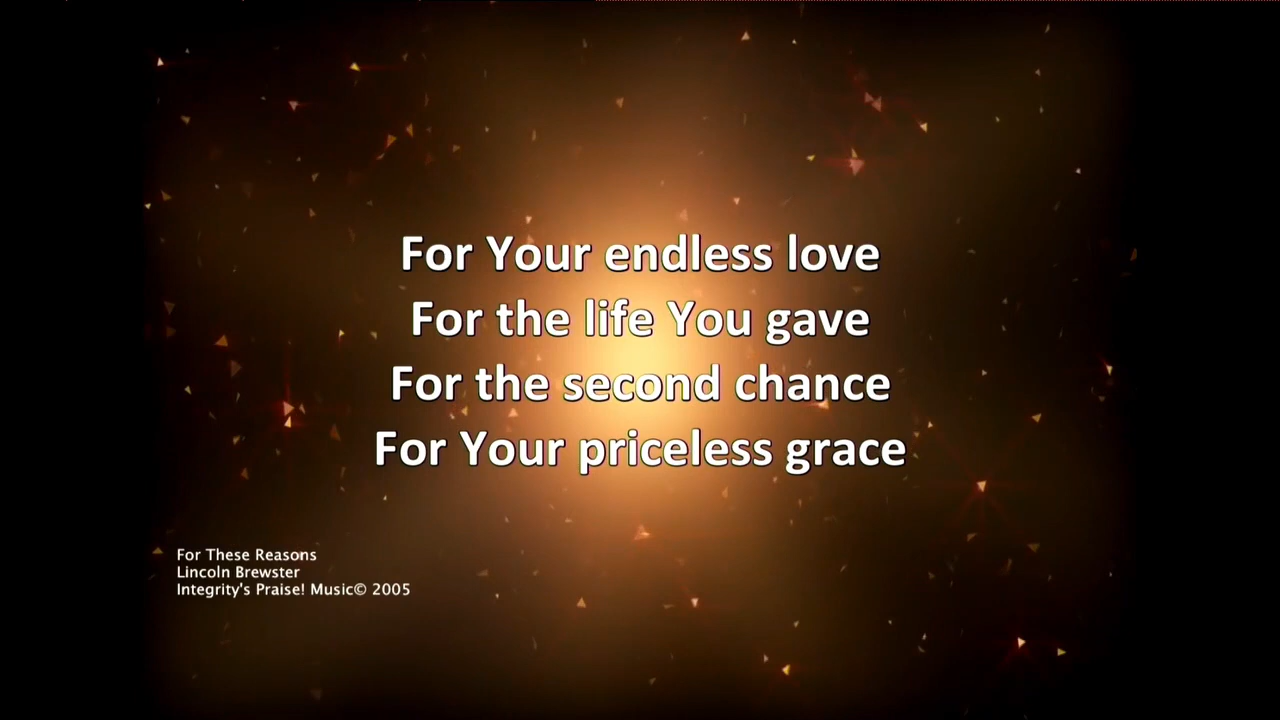 For Your endless love
For the life You gave
For the second chance
For Your priceless grace
For These Reasons
Lincoln Brewster
Integrity's Praise! Music© 2005